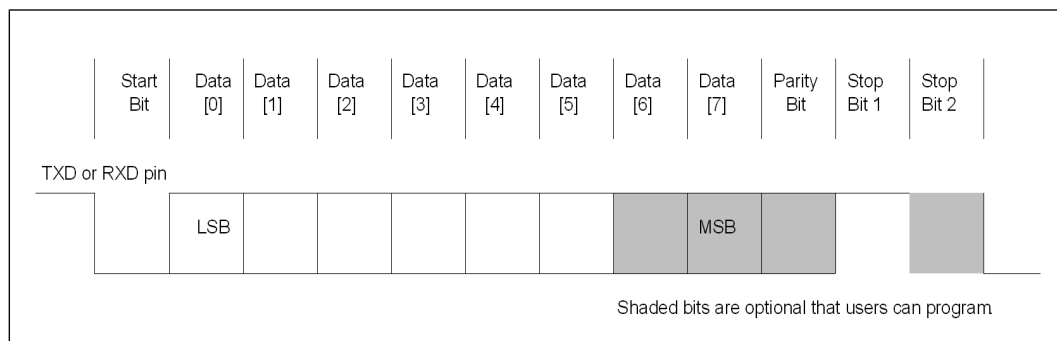 Start Data Data Data Data Data Data Data Data Parity Stop Stop
Bit [0] [1] [2] [3] [4] [5] [6] [7] Bit Bit 1 Bit 2
TXD or RXD pin
LSB MSB
Shaded bits are optional that users can program.